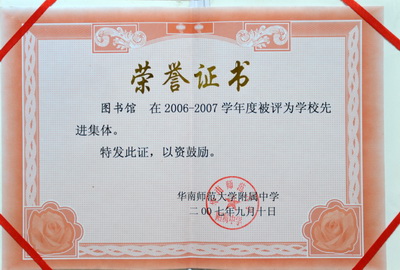 荣誉证书
图书馆 在2006-2007学年度被评为学校先
进集体。
特发此证，以资鼓励。
华南师范大学附属中学
二00七年九月十日